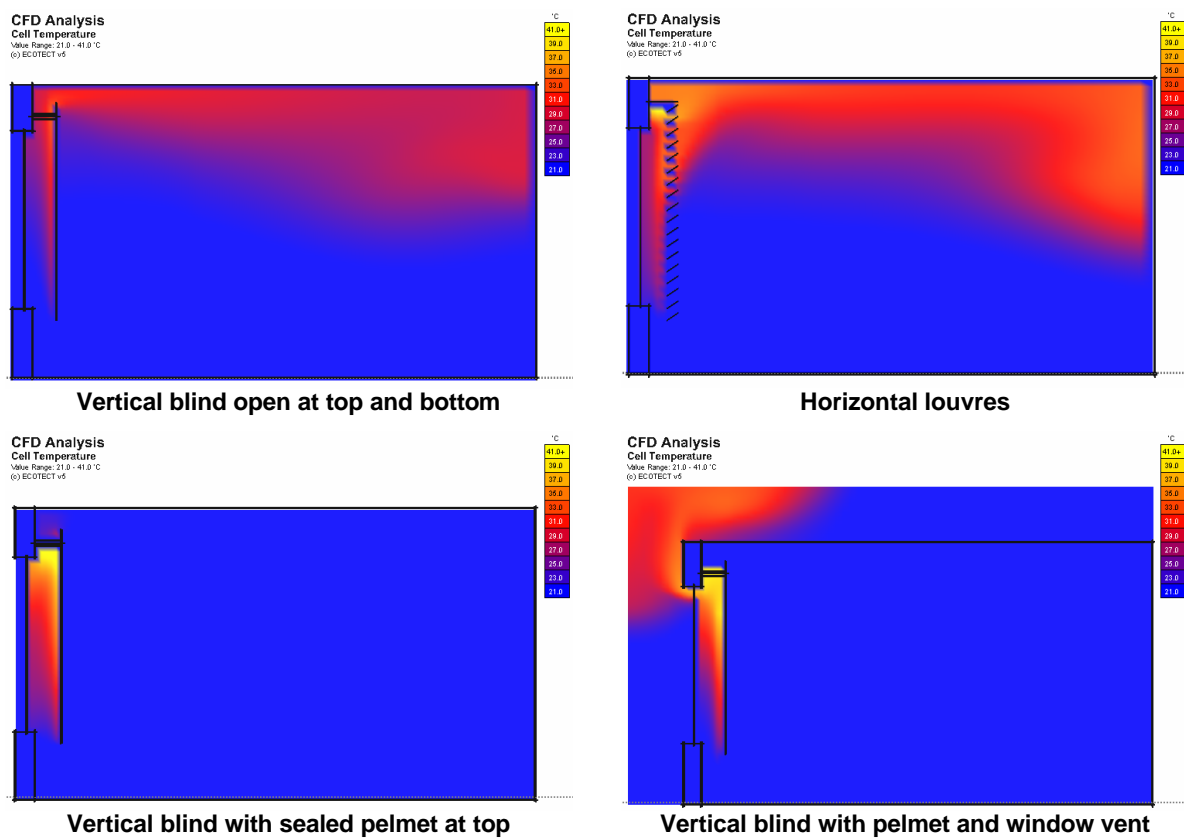 CFD Analysis
Cell Temperature
Value Range: 21.0 - 41.0 °C
(c) ECOTECT v5
°C
41.0+
39.0
37.0
35.0
33.0
31.0
29.0
27.0
25.0
23.0
21.0
Vertical blind open at top and bottom
CFD Analysis
Cell Temperature
Value Range: 21.0 - 41.0 °C
(c) ECOTECT v5
°C
41.0+
39.0
37.0
35.0
33.0
31.0
29.0
27.0
25.0
23.0
21.0
Horizontal louvres
CFD Analysis
Cell Temperature
Value Range: 21.0 - 41.0 °C
(c) ECOTECT v5
°C
41.0+
39.0
37.0
35.0
33.0
31.0
29.0
27.0
25.0
23.0
21.0
Vertical blind with sealed pelmet at top
CFD Analysis
Cell Temperature
Value Range: 21.0 - 41.0 °C
(c) ECOTECT v5
°C
41.0+
39.0
37.0
35.0
33.0
31.0
29.0
27.0
25.0
23.0
21.0
Vertical blind with pelmet and window vent